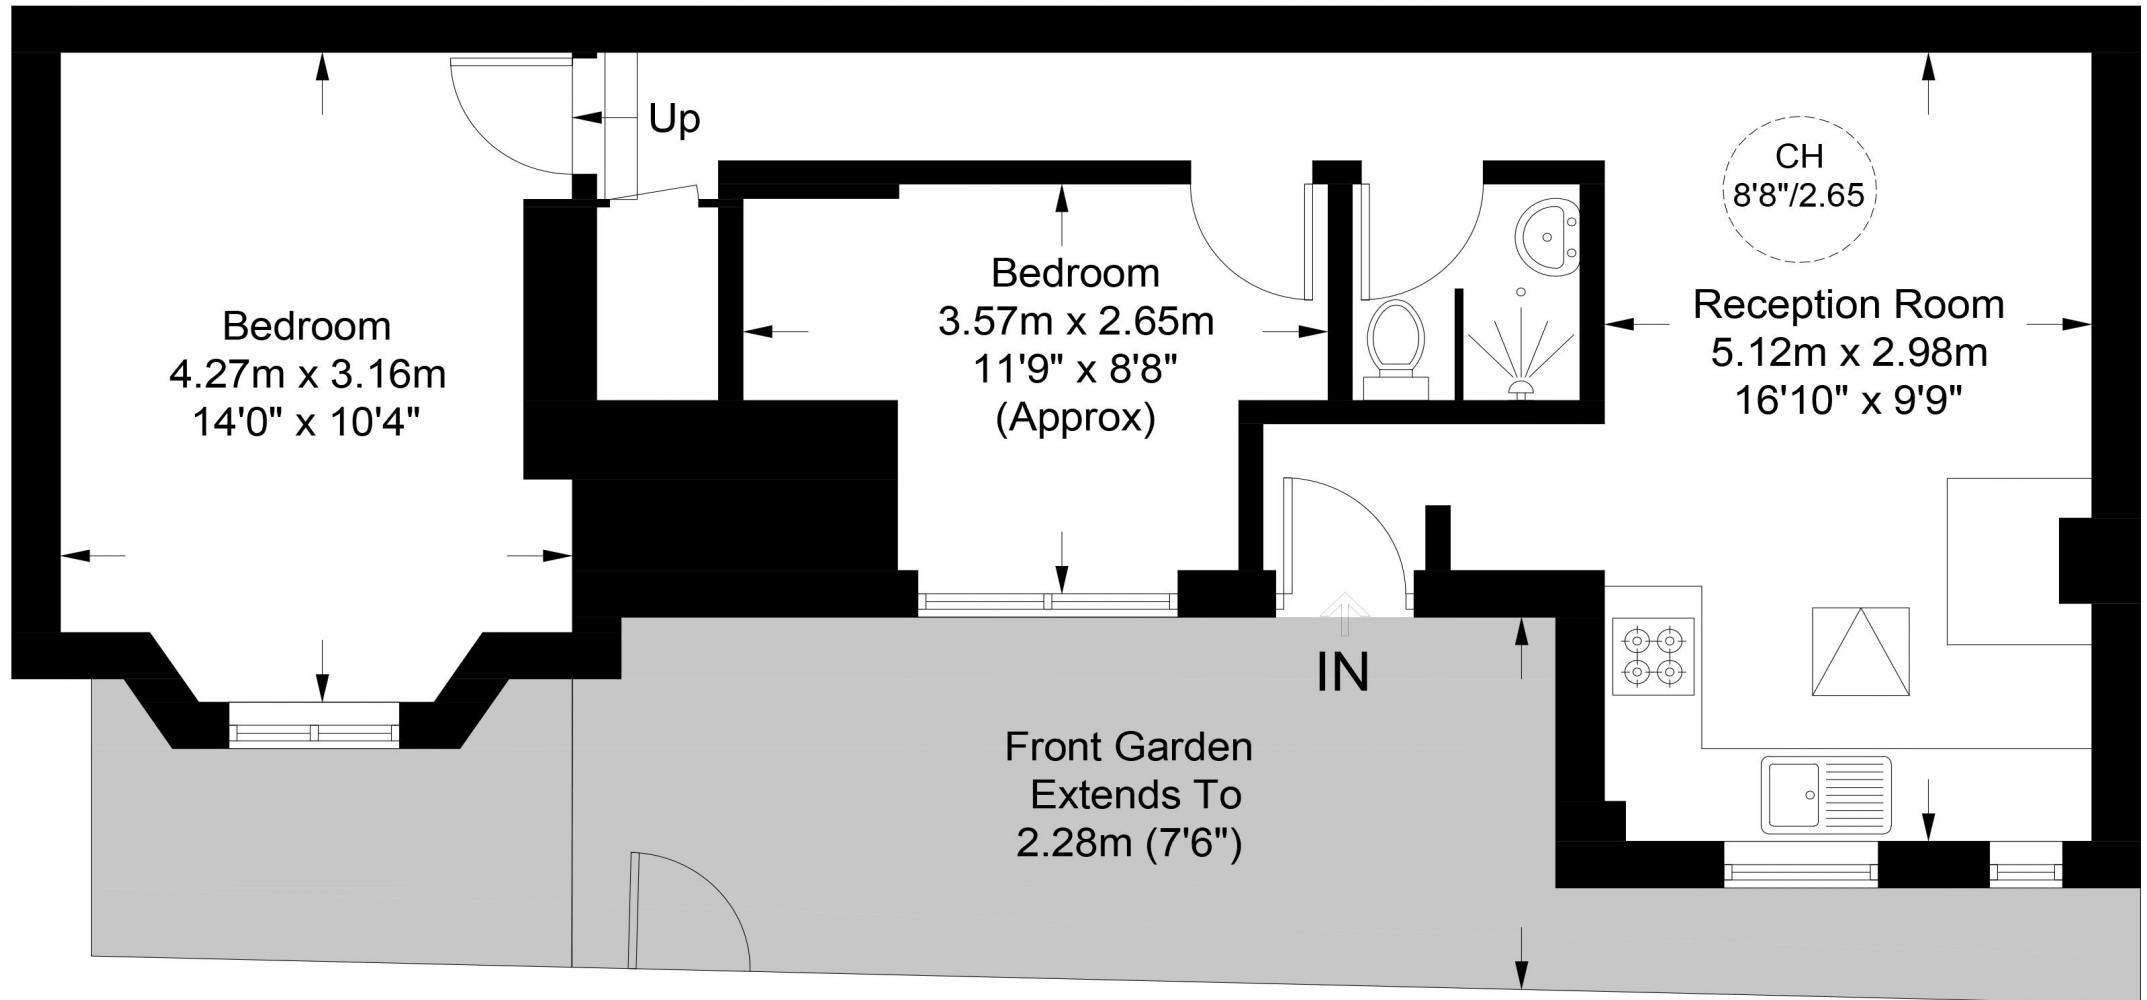 Up
CH
8'8"/2.65
Bedroom
4.27m x 3.16m
14'0" x 10'4"
Bedroom
3.57m x 2.65m
11'9" x 8'8"
(Approx)
Reception Room
5.12m x 2.98m
16'10" x 9'9"
IN
Front Garden
Extends To
2.28m (7'6")